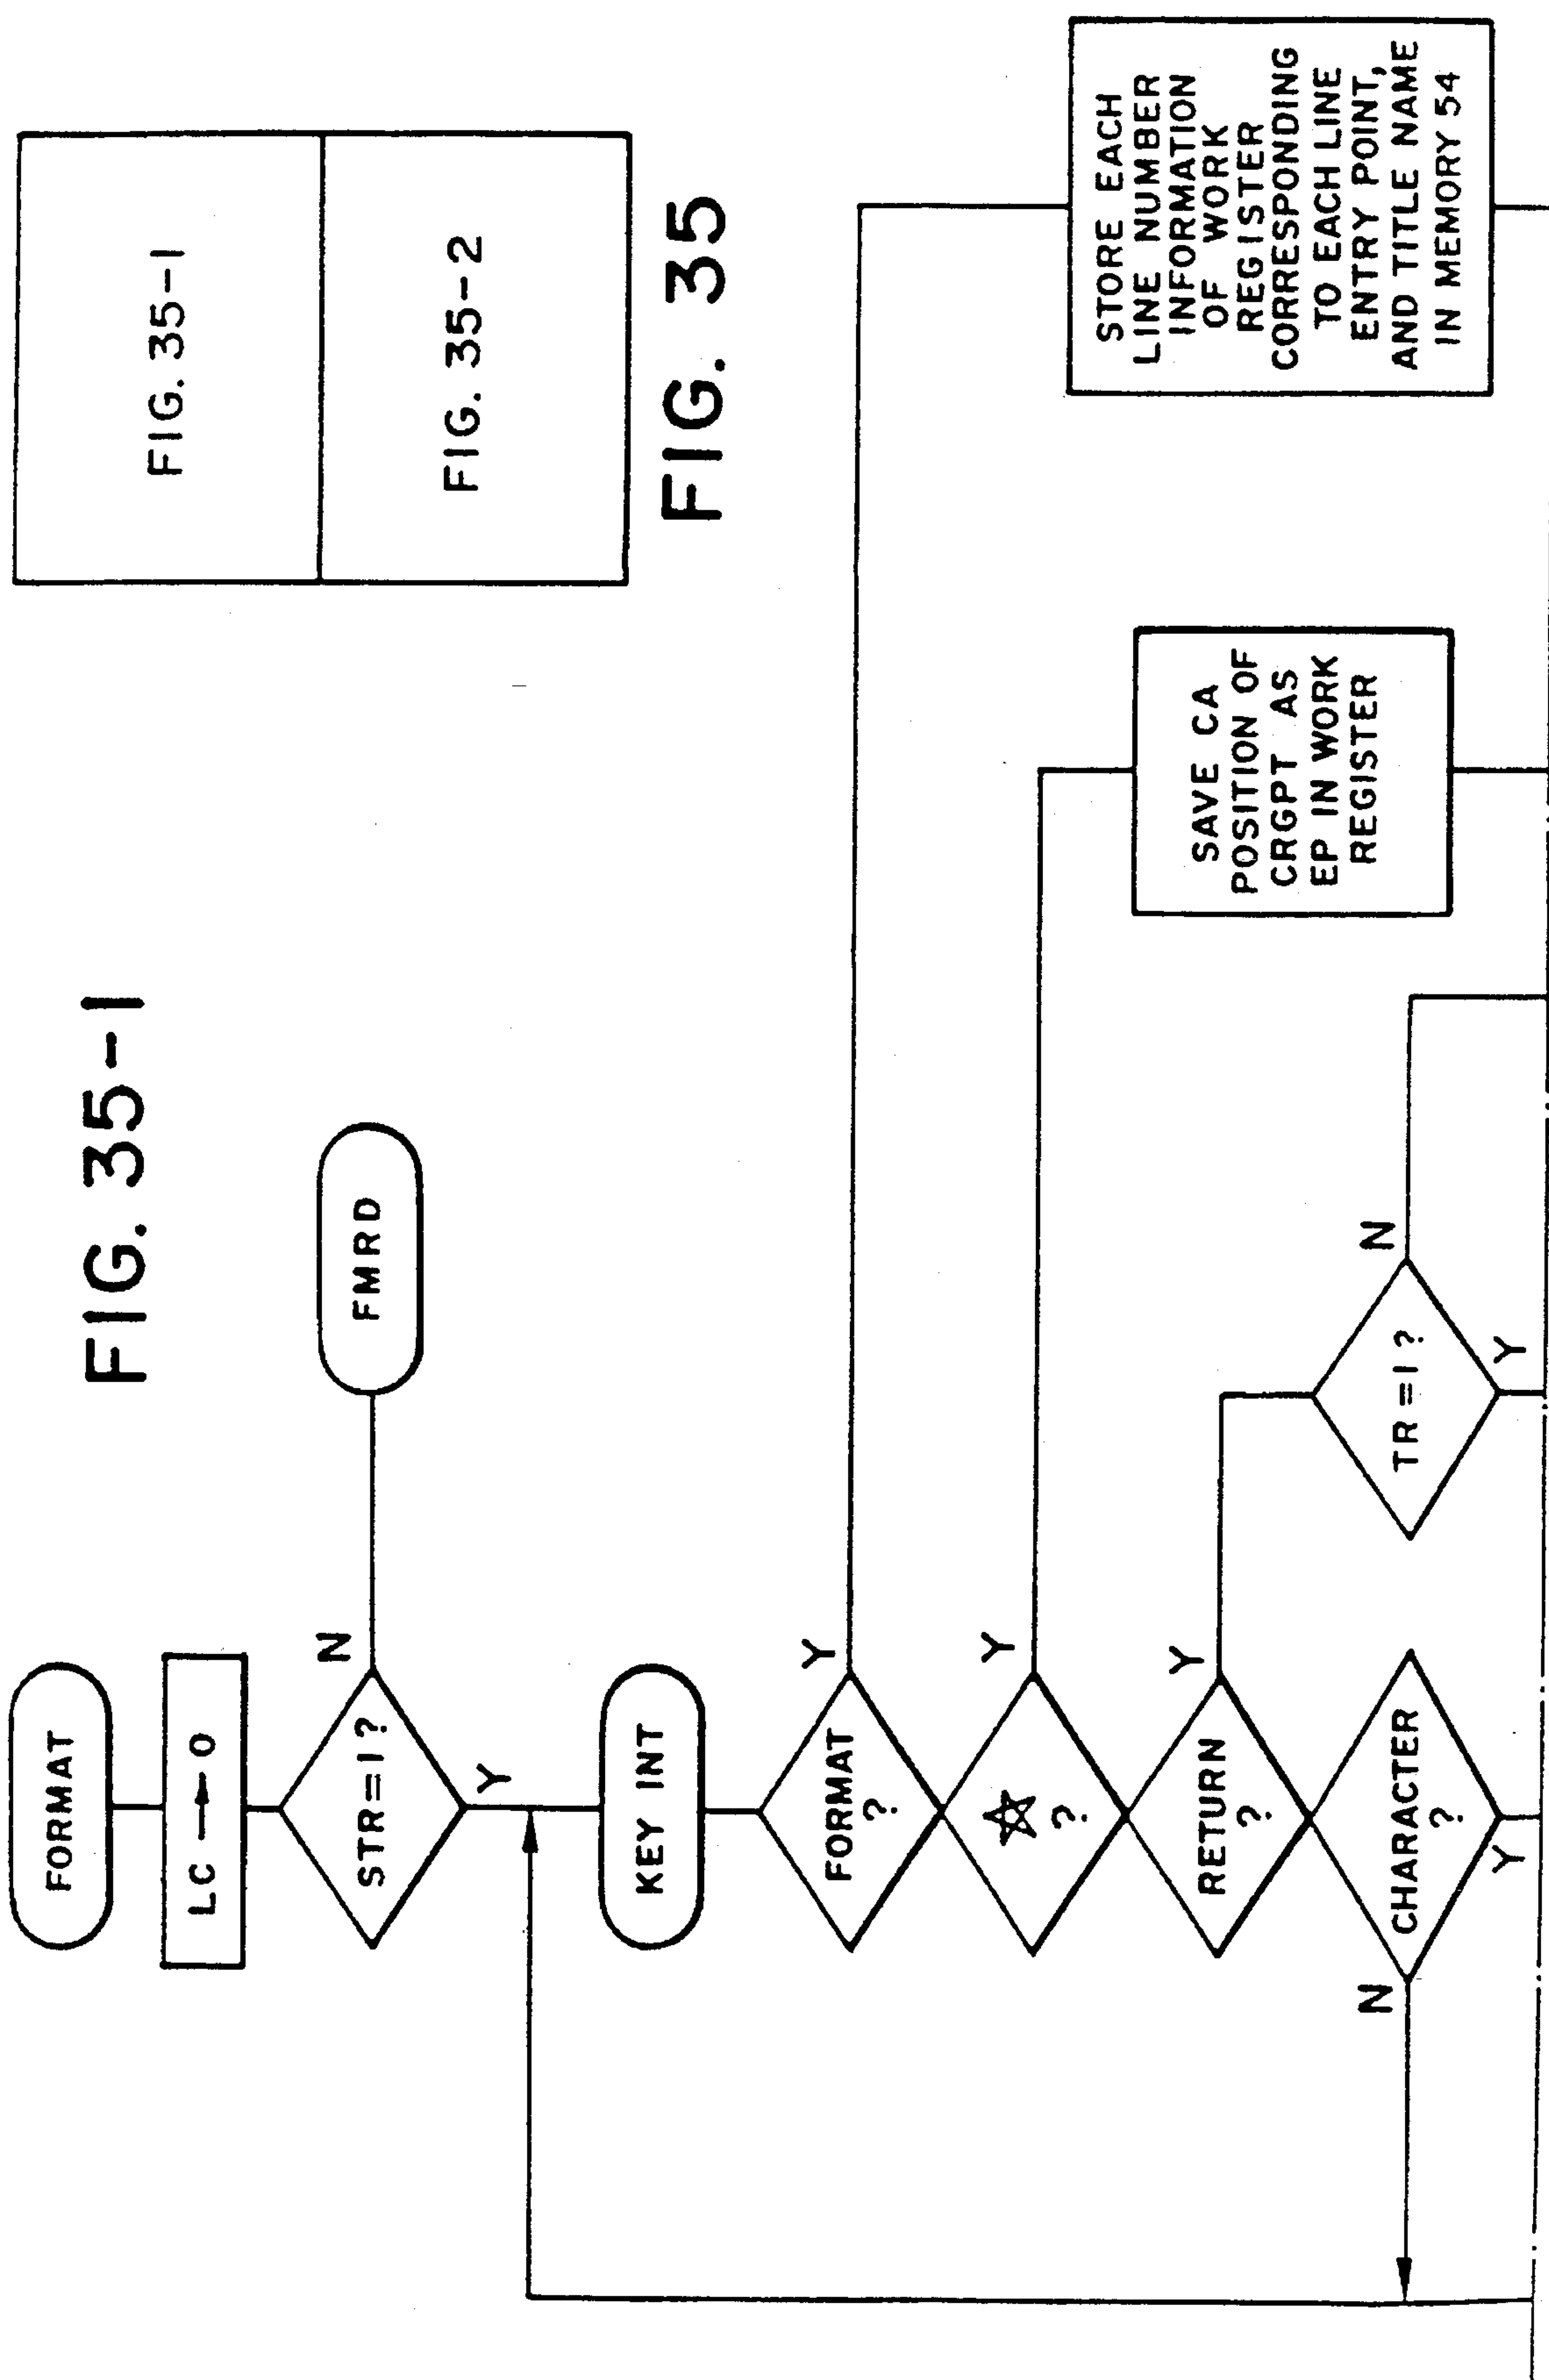 FIG. 35-1
FIG. 35-1
FIG. 35-2
FIG. 35
FORMAT
LC → 0
STR = 1 ?
N
FMRD
Y
KEY INT
FORMAT
?
Y
☆
?
Y
RETURN
?
Y
CHARACTER
?
N
Y
TR = 1 ?
N
Y
SAVE CA
POSITION OF
CRGPT AS
EP IN WORK
REGISTER
STORE EACH
LINE NUMBER
INFORMATION
OF WORK
REGISTER
CORRESPONDING
TO EACH LINE
ENTRY POINT,
AND TITLE NAME
IN MEMORY 54